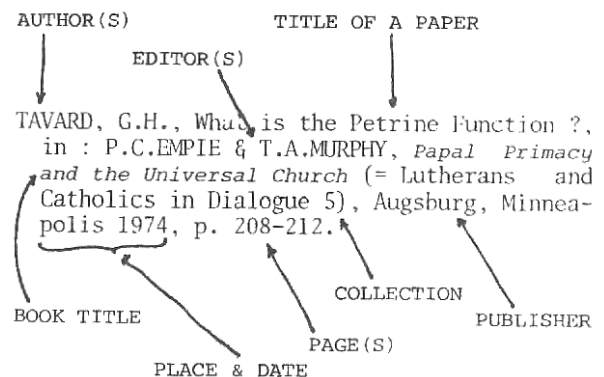 AUTHOR(S) TITLE OF A PAPER
EDITOR(S)
TAVARD, G.H., What is the Petrine Function ?,
in : P.C.EMPIE & T.A.MURPHY, Papal Primacy
and the Universal Church (= Lutherans and
Catholics in Dialogue 5), Augsburg, Minnea-
polis 1974, p. 208-212.
COLLECTION
BOOK TITLE PUBLISHER
PAGE(S)
PLACE & DATE